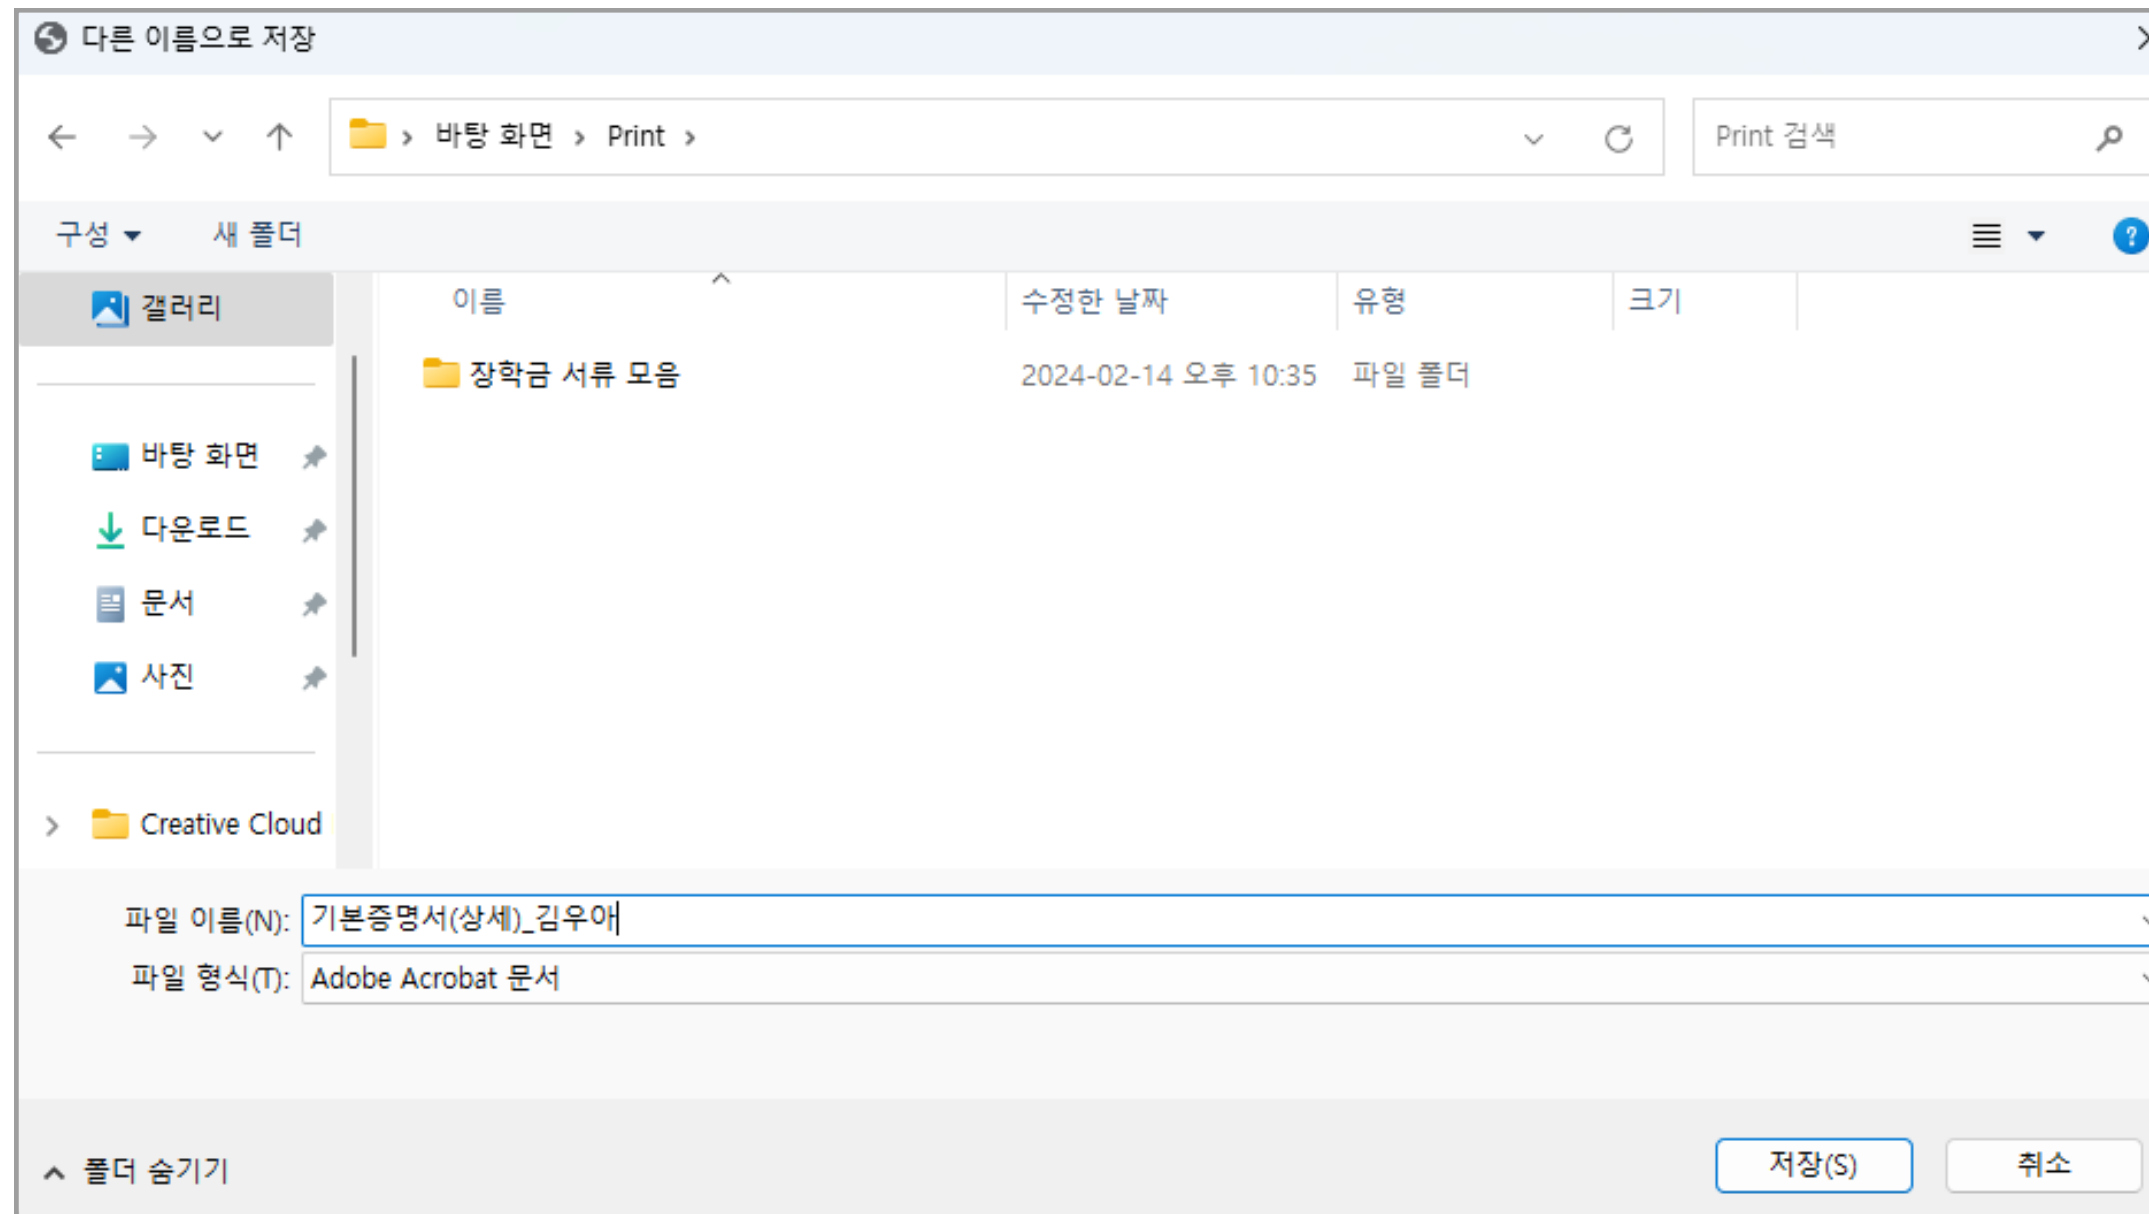 다른 이름으로 저장
바탕 화면 › Print ›
Print 검색
구성
새 폴더
갤러리
이름
수정한 날짜
유형
크기
장학금 서류 모음
2024-02-14 오후 10:35
파일 폴더
바탕 화면
다운로드
문서
사진
Creative Cloud
파일 이름(N): 기본증명서(상세)_김우아
파일 형식(T): Adobe Acrobat 문서
폴더 숨기기
저장(S)
취소